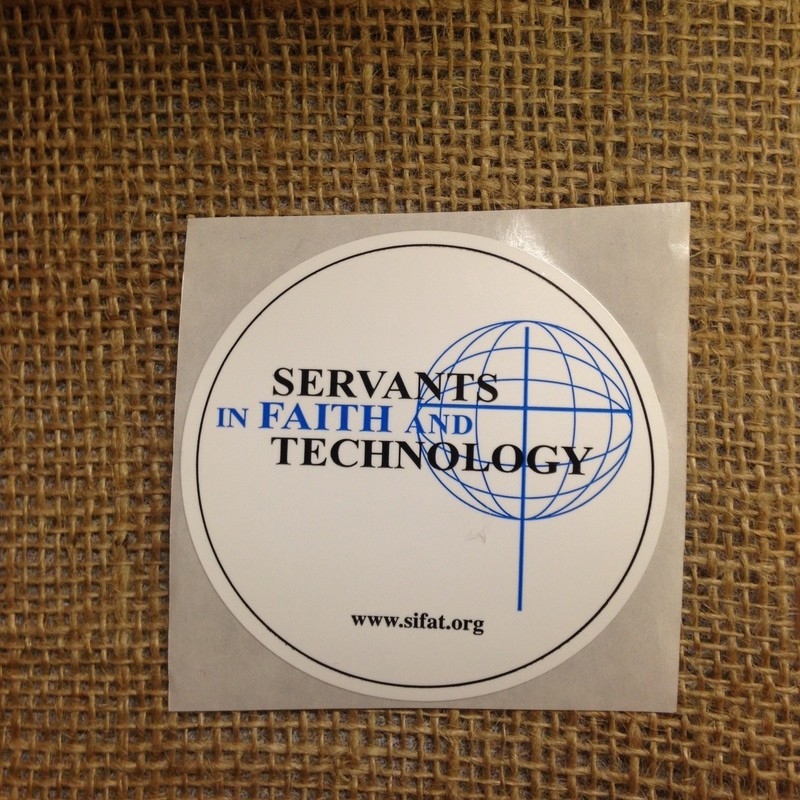 SERVANTS
IN FAITH AND
TECHNOLOGY
www.sifat.org